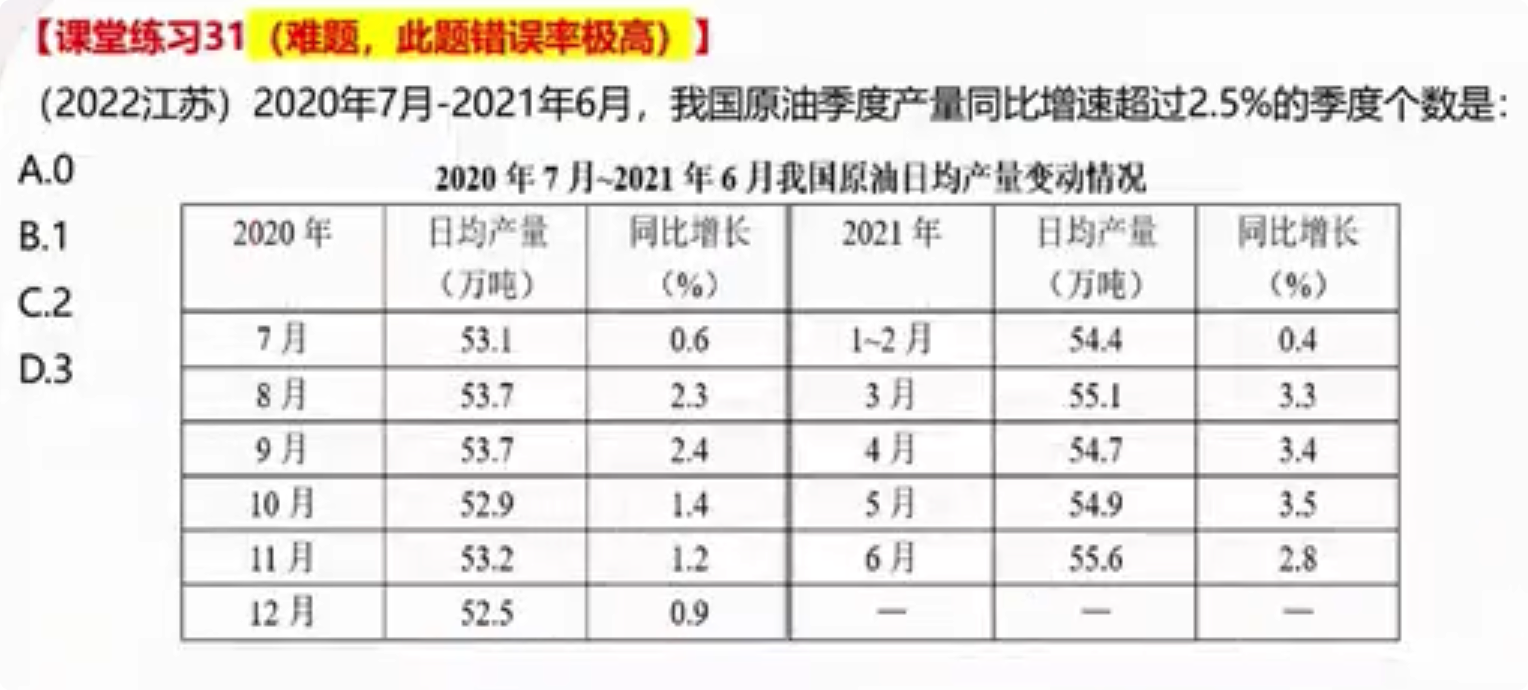 【课堂练习31（难题，此题错误率极高）】
（2022江苏）2020年7月-2021年6月，我国原油季度产量同比增速超过2.5%的季度个数是：
A.0
B.1
C.2
D.3
2020 年 7 月~2021 年 6 月我国原油日均产量变动情况
2020 年 日均产量（万吨） 同比增长（%） 2021 年 日均产量（万吨） 同比增长（%）
7 月 53.1 0.6 1~2 月 54.4 0.4
8 月 53.7 2.3 3 月 55.1 3.3
9 月 53.7 2.4 4 月 54.7 3.4
10 月 52.9 1.4 5 月 54.9 3.5
11 月 53.2 1.2 6 月 55.6 2.8
12 月 52.5 0.9 — — —